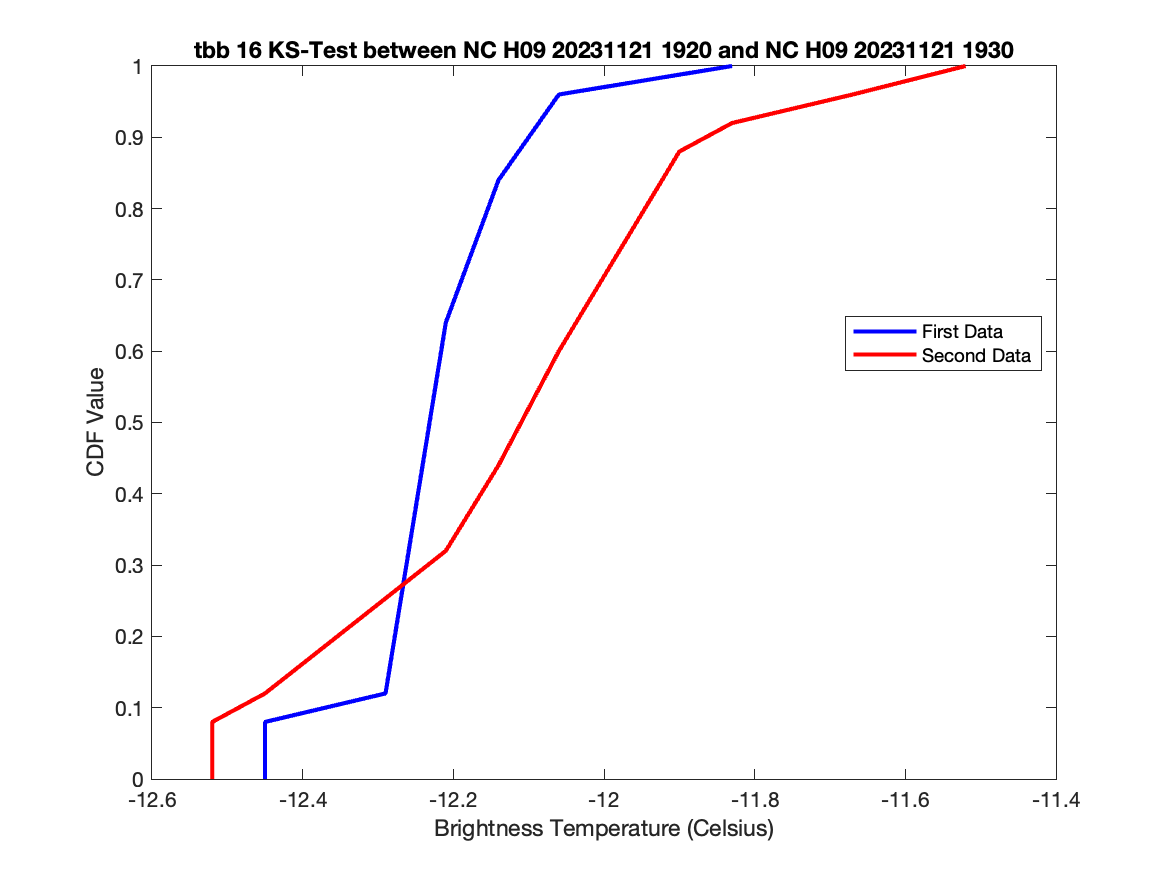 tbb 16 KS-Test between NC H09 20231121 1920 and NC H09 20231121 1930
1
0.9
0.8
0.7
0.6
0.5
0.4
0.3
0.2
0.1
0
CDF Value
First Data
Second Data
-12.6 -12.4 -12.2 -12 -11.8 -11.6 -11.4
Brightness Temperature (Celsius)